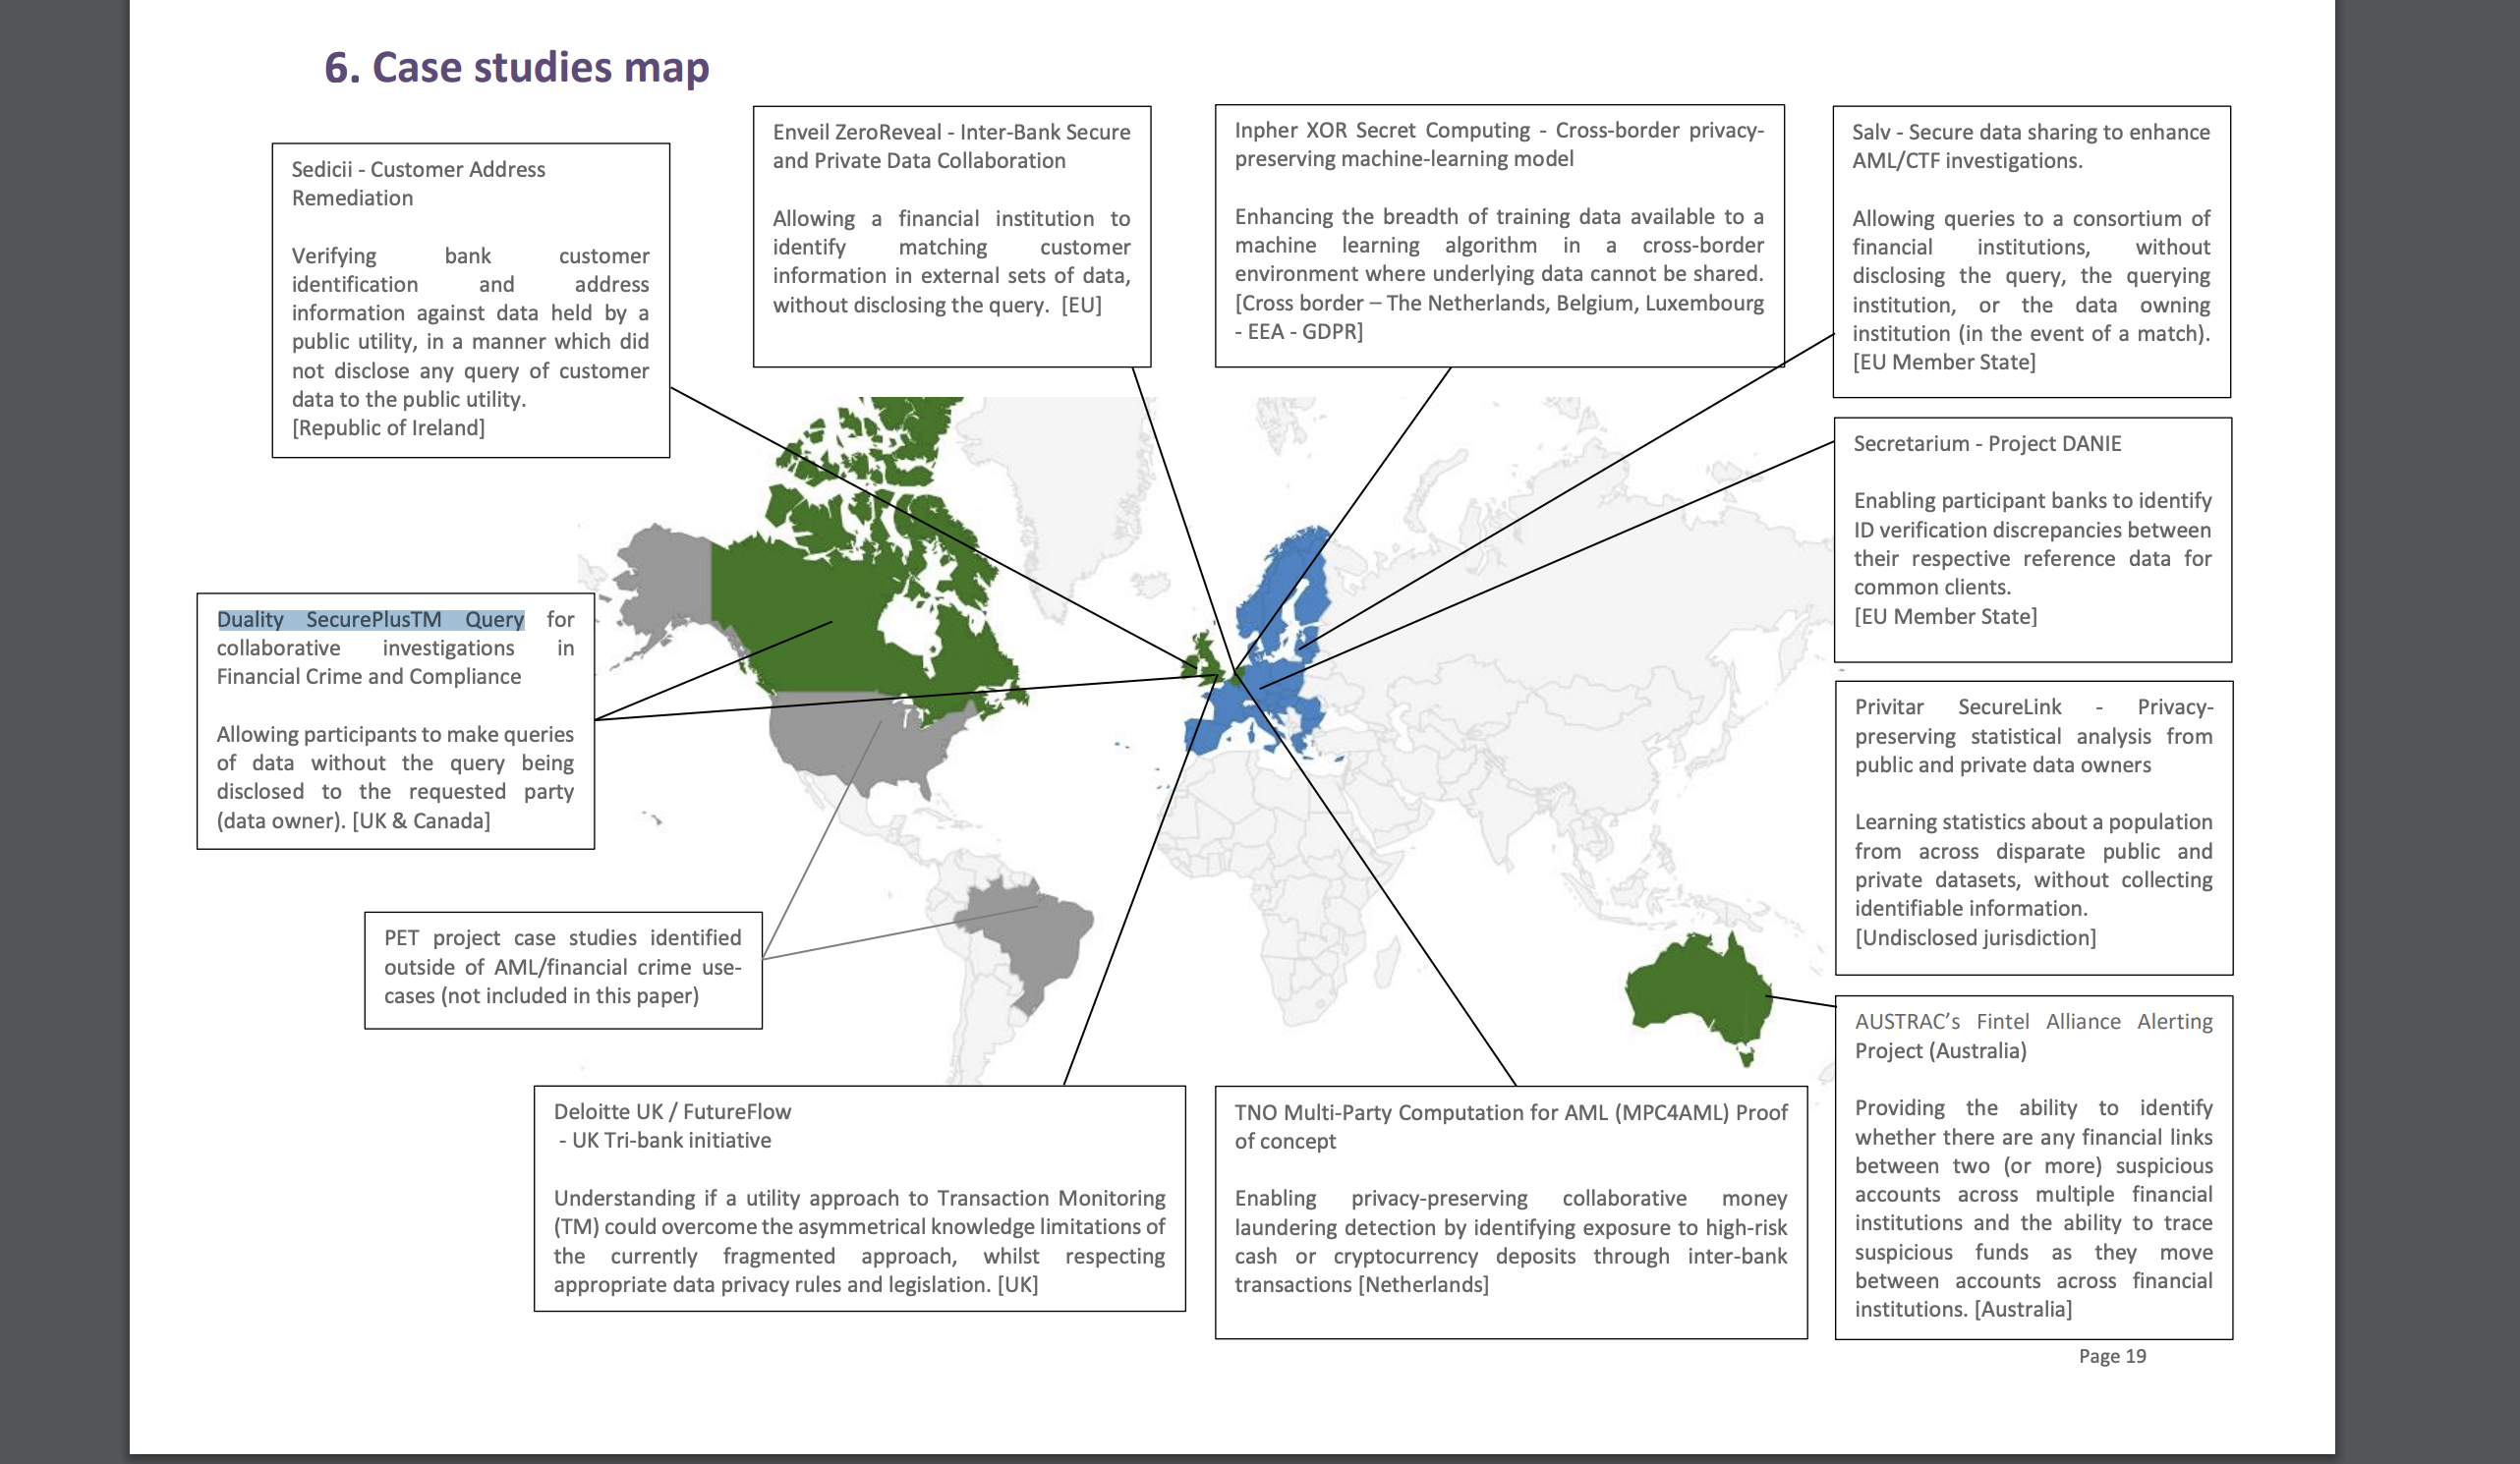 6. Case studies map
Sedicii - Customer Address
Remediation
Verifying bank customer
identification and address
information against data held by a
public utility, in a manner which did
not disclose any query of customer
data to the public utility.
[Republic of Ireland]
Enveil ZeroReveal - Inter-Bank Secure
and Private Data Collaboration
Allowing a financial institution to
identify matching customer
information in external sets of data,
without disclosing the query. [EU]
Inpher XOR Secret Computing - Cross-border privacy-
preserving machine-learning model
Enhancing the breadth of training data available to a
machine learning algorithm in a cross-border
environment where underlying data cannot be shared.
[Cross border – The Netherlands, Belgium, Luxembourg
- EEA - GDPR]
Salv - Secure data sharing to enhance
AML/CTF investigations.
Allowing queries to a consortium of
financial institutions, without
disclosing the query, the querying
institution, or the data owning
institution (in the event of a match).
[EU Member State]
Secretarium - Project DANIE
Enabling participant banks to identify
ID verification discrepancies between
their respective reference data for
common clients.
[EU Member State]
Duality SecurePlusTM Query for
collaborative investigations in
Financial Crime and Compliance
Allowing participants to make queries
of data without the query being
disclosed to the requested party
(data owner). [UK & Canada]
Privitar SecureLink - Privacy-
preserving statistical analysis from
public and private data owners
Learning statistics about a population
from across disparate public and
private datasets, without collecting
identifiable information.
[Undisclosed jurisdiction]
PET project case studies identified
outside of AML/financial crime use-
cases (not included in this paper)
AUSTRAC’s Fintel Alliance Alerting
Project (Australia)
Providing the ability to identify
whether there are any financial links
between two (or more) suspicious
accounts across multiple financial
institutions and the ability to trace
suspicious funds as they move
between accounts across financial
institutions. [Australia]
Deloitte UK / FutureFlow
- UK Tri-bank initiative
Understanding if a utility approach to Transaction Monitoring
(TM) could overcome the asymmetrical knowledge limitations of
the currently fragmented approach, whilst respecting
appropriate data privacy rules and legislation. [UK]
TNO Multi-Party Computation for AML (MPC4AML) Proof
of concept
Enabling privacy-preserving collaborative money
laundering detection by identifying exposure to high-risk
cash or cryptocurrency deposits through inter-bank
transactions [Netherlands]
Page 19